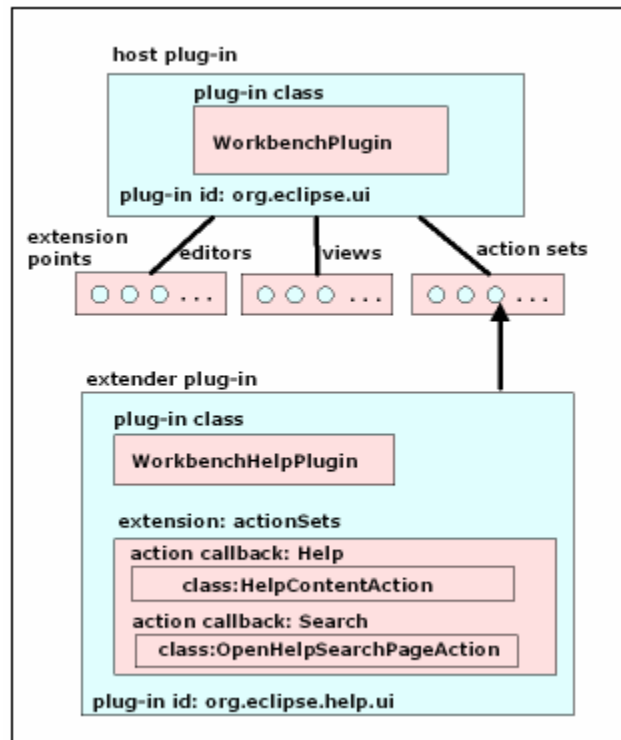 host plug-in
plug-in class
WorkbenchPlugin
plug-in id: org.eclipse.ui
extension
points
editors
views
action sets
...
...
...
extender plug-in
plug-in class
WorkbenchHelpPlugin
extension: actionSets
action callback: Help
class:HelpContentAction
action callback: Search
class:OpenHelpSearchPageAction
plug-in id: org.eclipse.help.ui